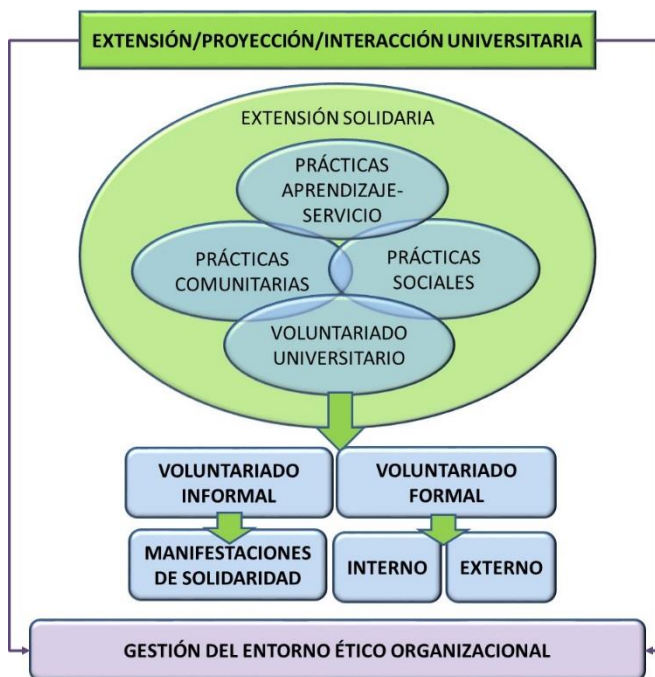 EXTENSIÓN/PROYECCIÓN/INTERACCIÓN UNIVERSITARIA
EXTENSIÓN SOLIDARIA
PRÁCTICAS
APRENDIZAJE-
SERVICIO
PRÁCTICAS
COMUNITARIAS
PRÁCTICAS
SOCIALES
VOLUNTARIADO
UNIVERSITARIO
VOLUNTARIADO
INFORMAL
VOLUNTARIADO
FORMAL
MANIFESTACIONES
DE SOLIDARIDAD
INTERNO
EXTERNO
GESTIÓN DEL ENTORNO ÉTICO ORGANIZACIONAL